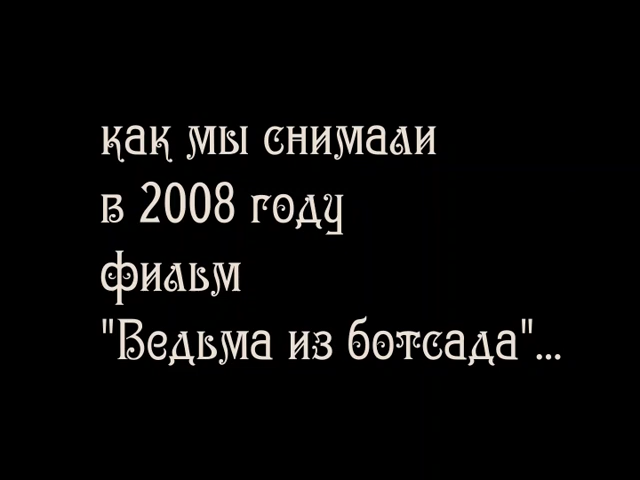 как мы снимали
в 2008 году
фильм
"Ведьма из ботсада"...